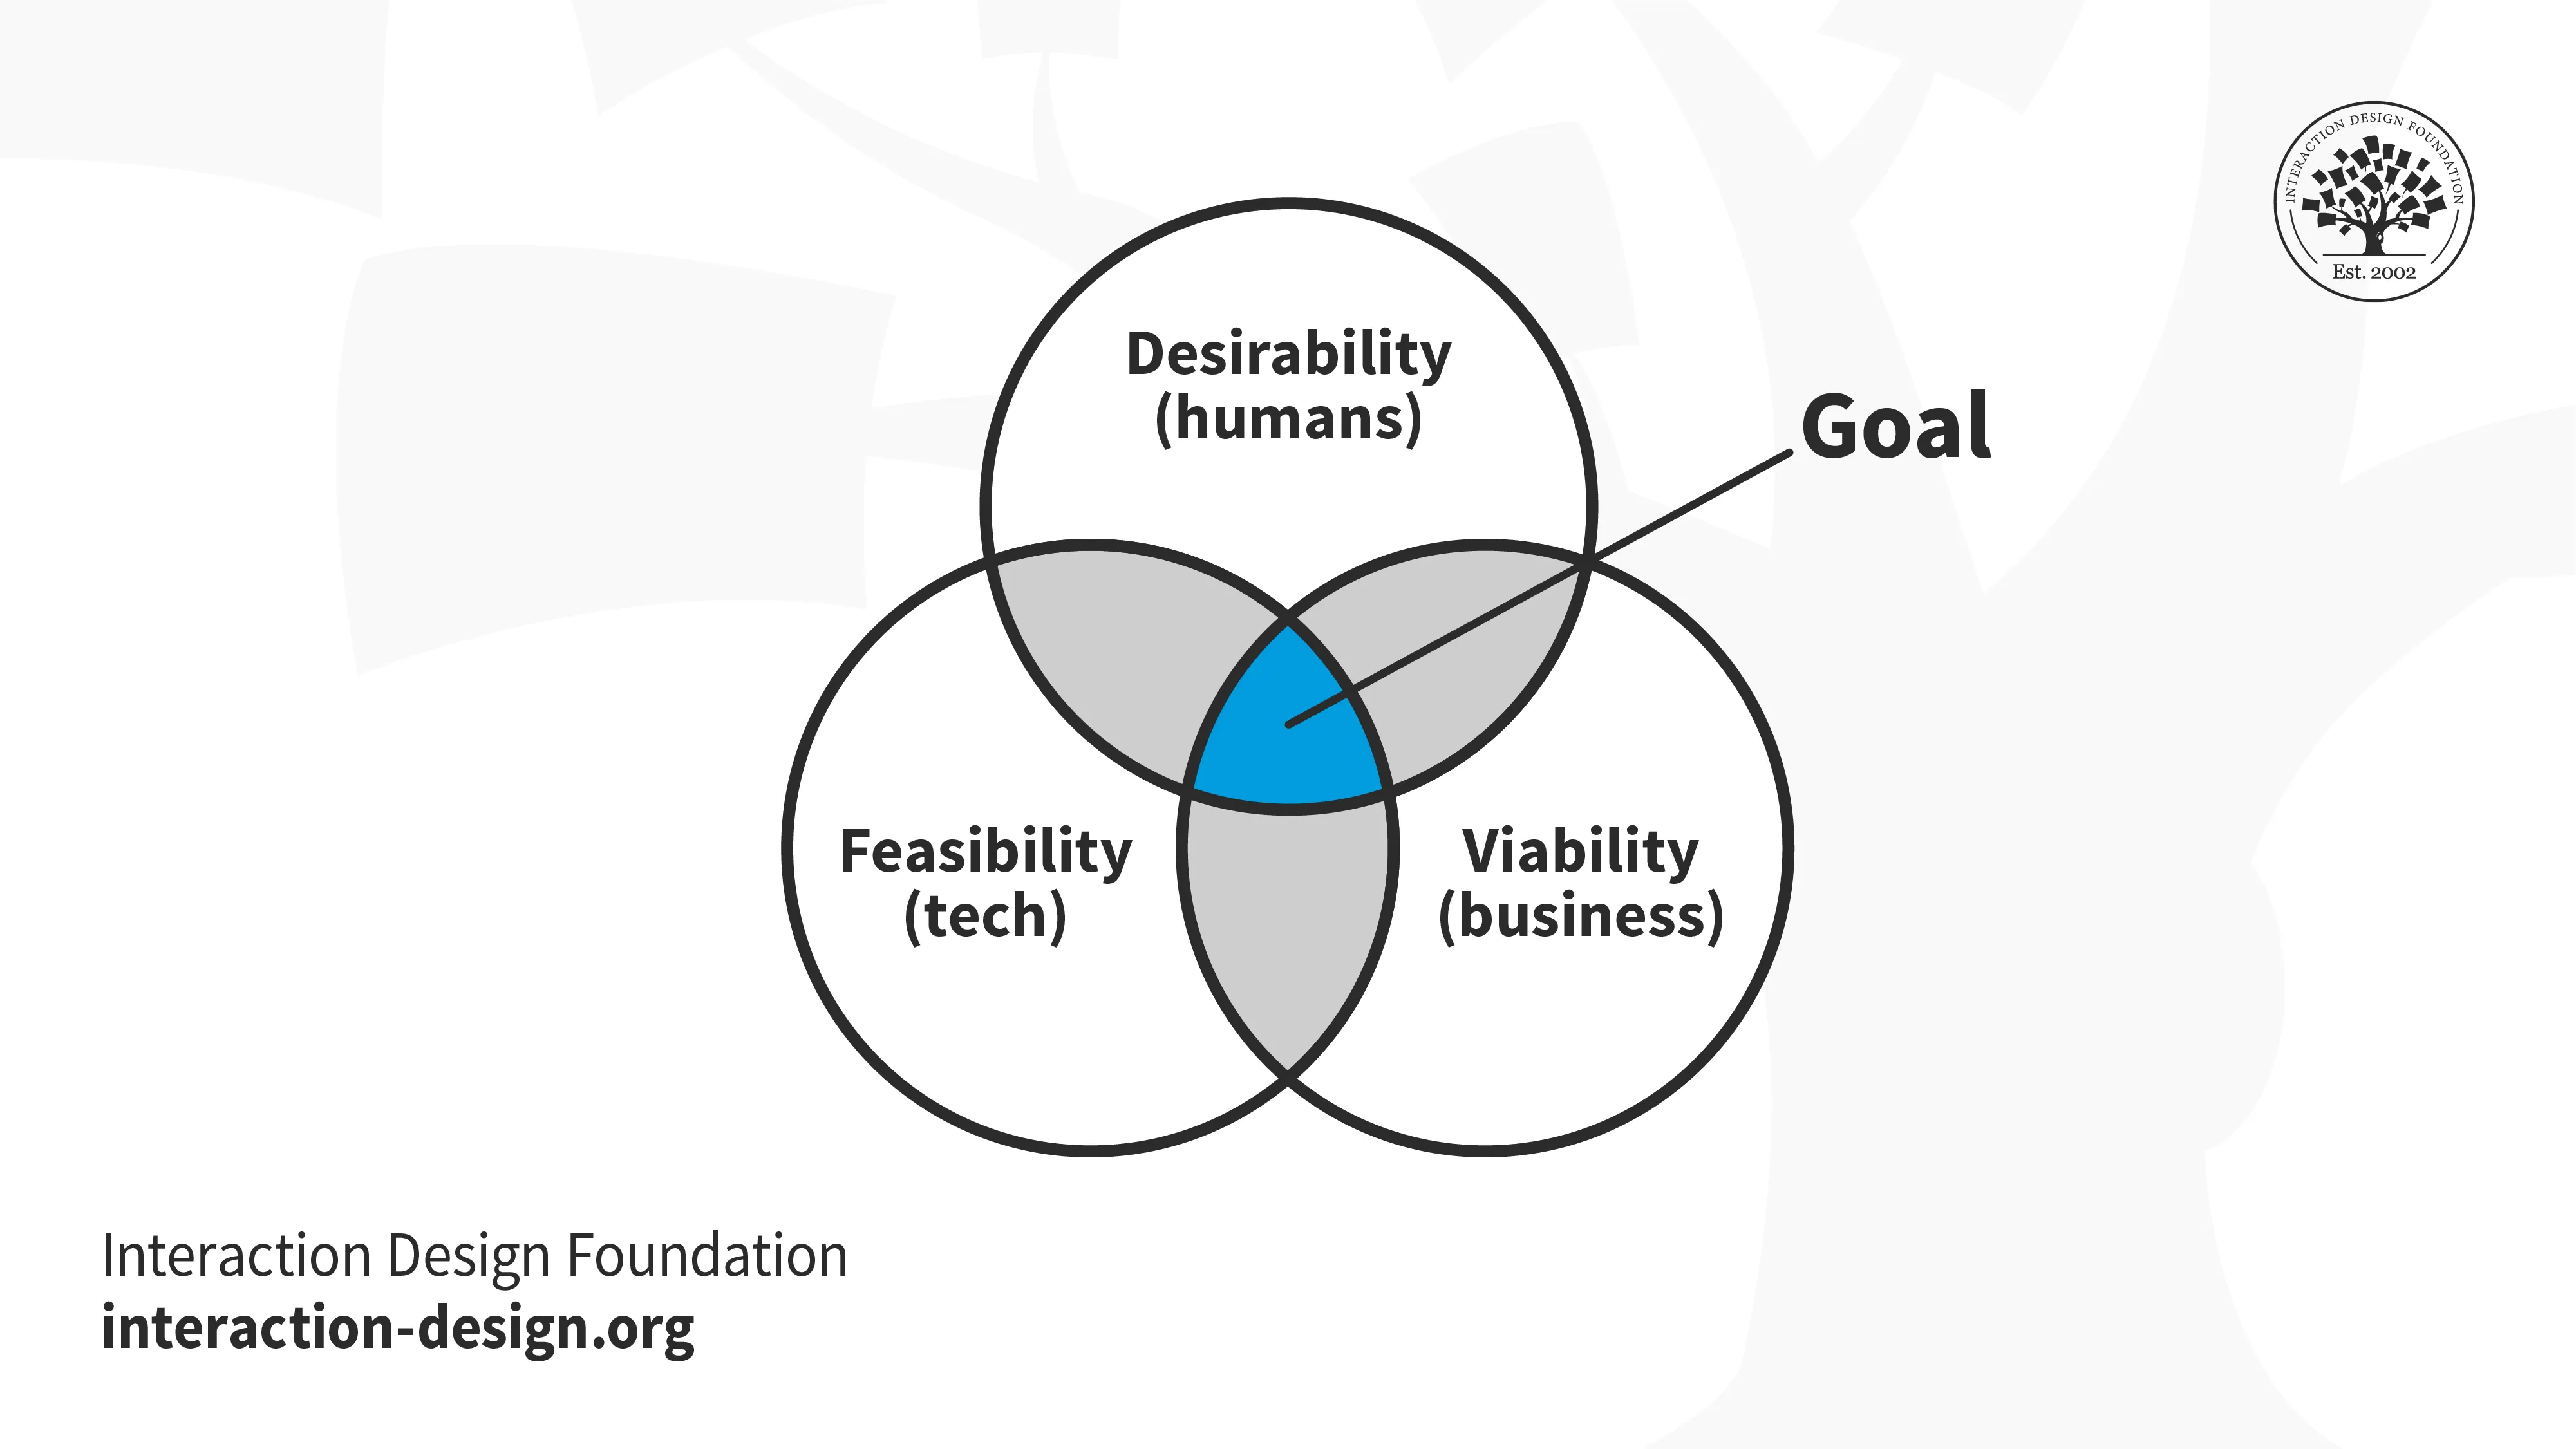 INTERACTION DESIGN FOUNDATION
Est. 2002
Desirability
(humans)
Goal
Feasibility
(tech)
Viability
(business)
Interaction Design Foundation
interaction-design.org